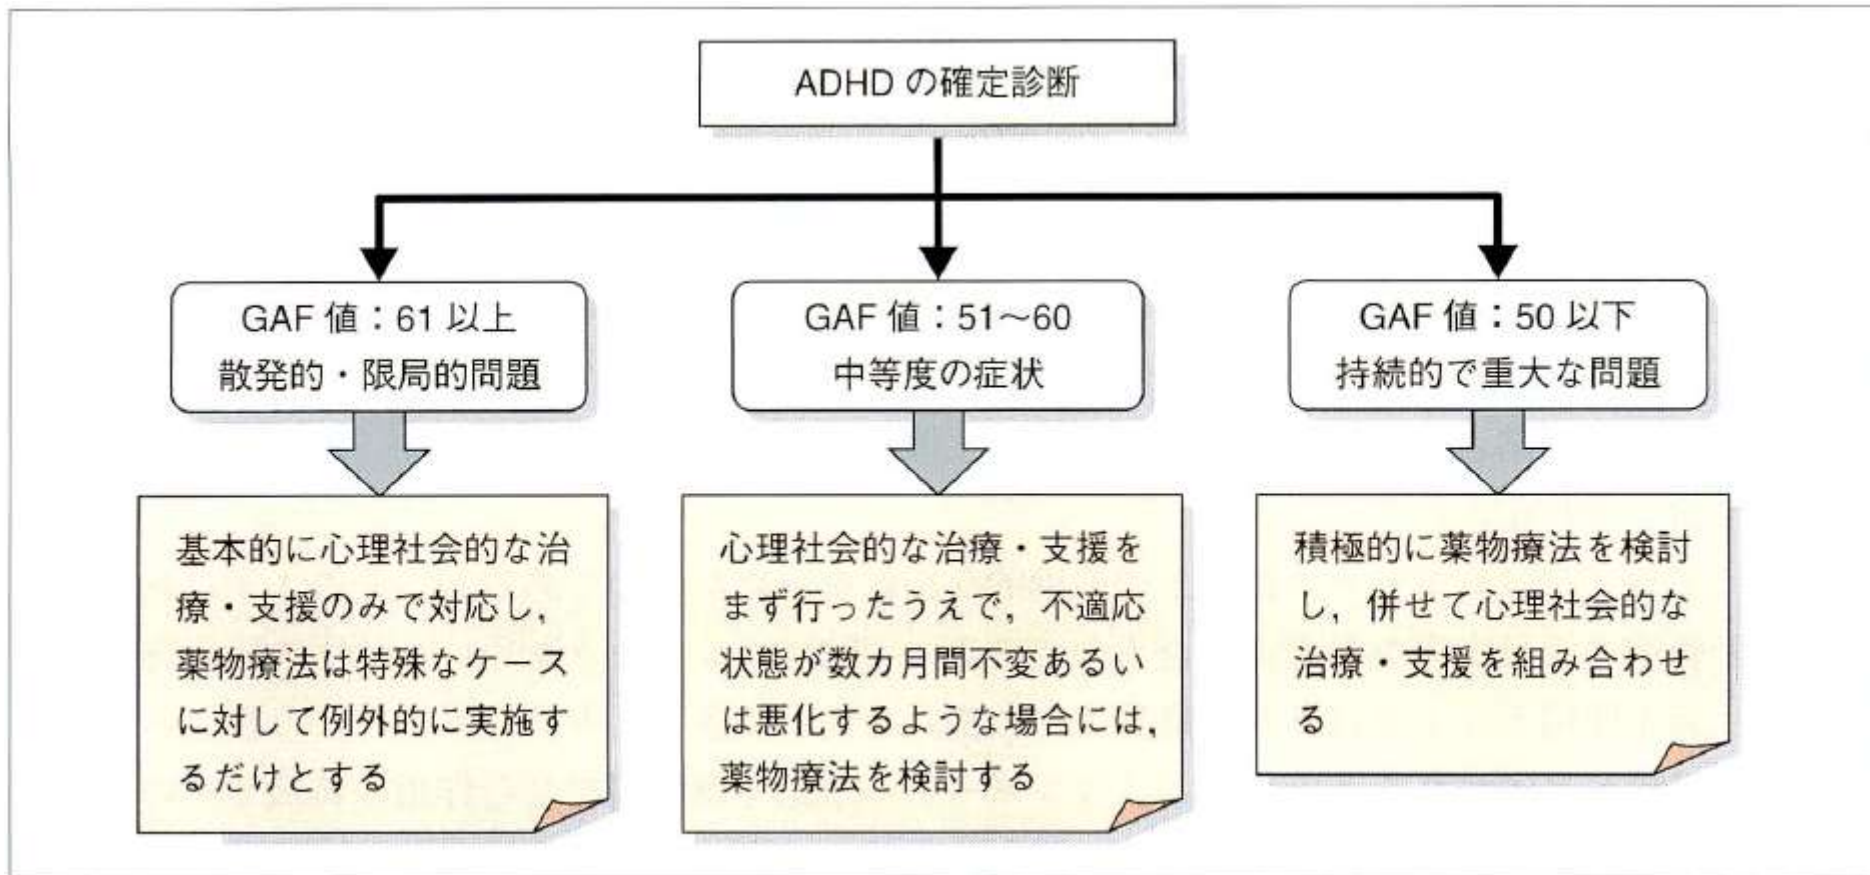 ADHD の確定診断
GAF 値：61 以上
散発的・限局的問題
基本的に心理社会的な治
療・支援のみで対応し，
薬物療法は特殊なケース
に対して例外的に実施す
るだけとする
GAF 値：51～60
中等度の症状
心理社会的な治療・支援を
まず行ったうえで，不適応
状態が数カ月間不変あるい
は悪化するような場合には，
薬物療法を検討する
GAF 値：50 以下
持続的で重大な問題
積極的に薬物療法を検討
し，併せて心理社会的な
治療・支援を組み合わせ
る